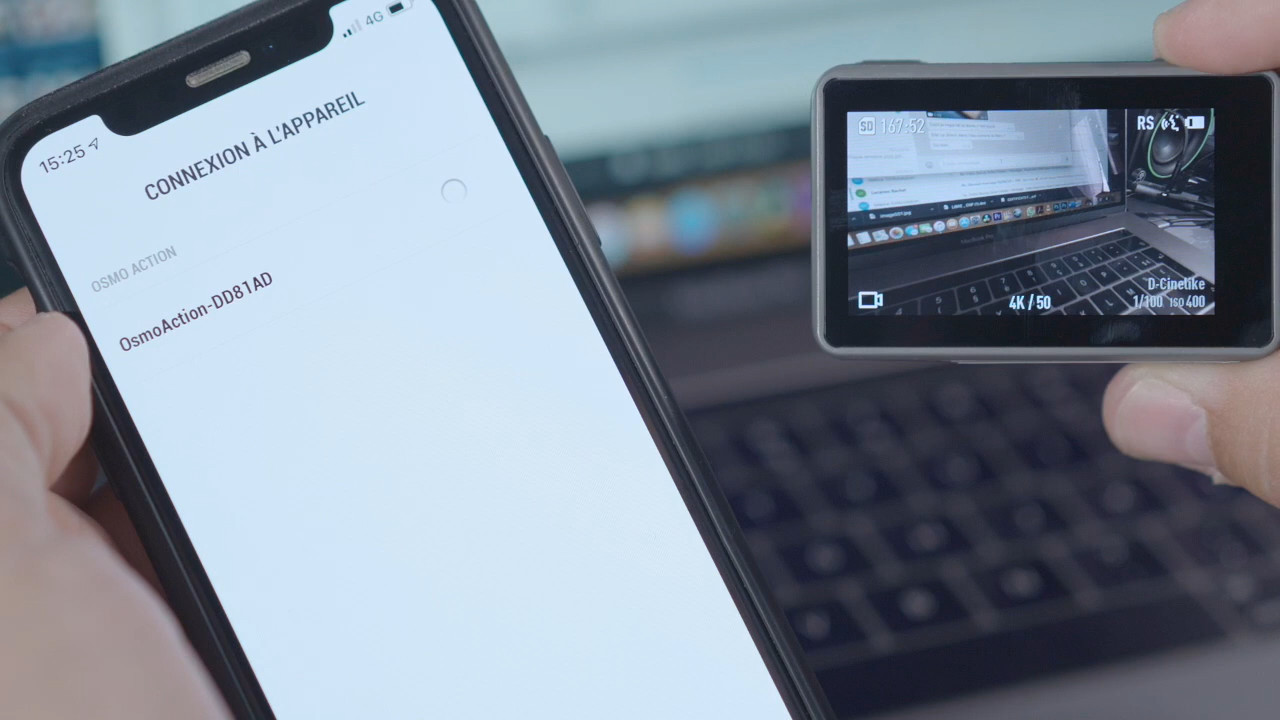 15:25
4G
CONNEXION À L'APPAREIL
OSMO ACTION
OsmoAction-DD81AD
SD 167:52
RS
4K/50
D-Cinelike
1/100 ISO 400